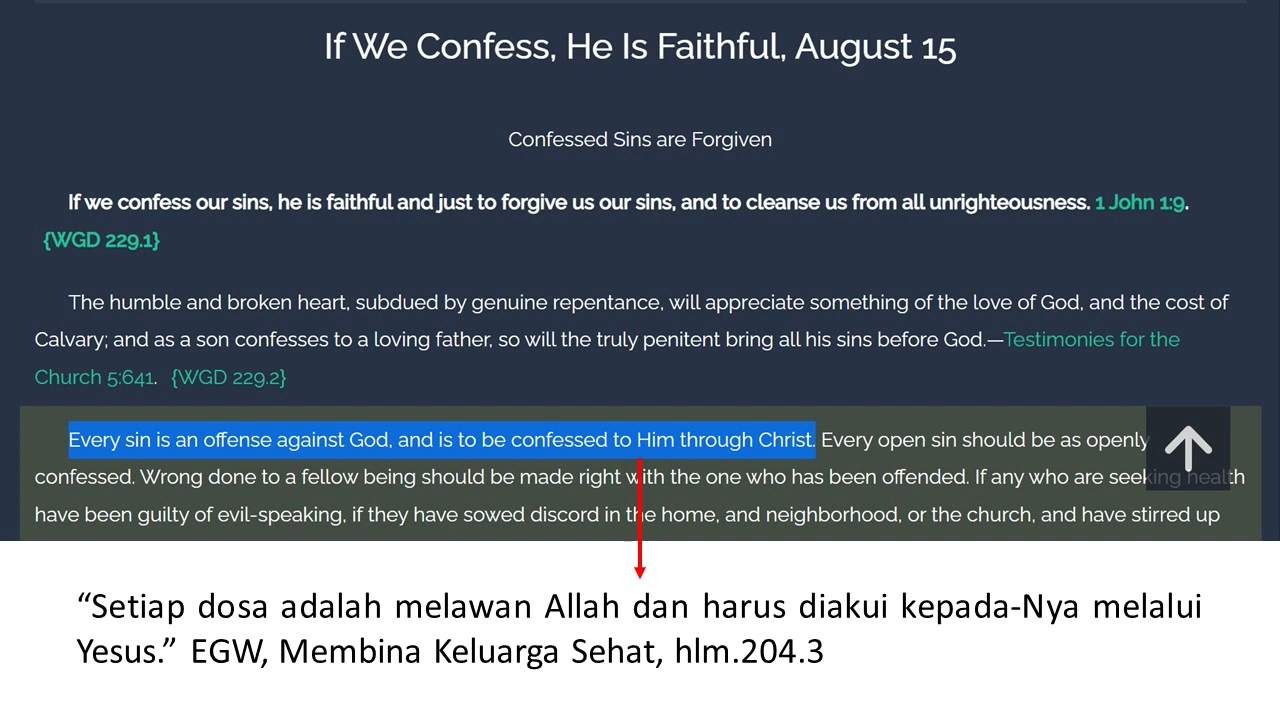 If We Confess, He Is Faithful, August 15
Confessed Sins are Forgiven
If we confess our sins, he is faithful and just to forgive us our sins, and to cleanse us from all unrighteousness. 1 John 1:9.
{WGD 229.1}
The humble and broken heart, subdued by genuine repentance, will appreciate something of the love of God, and the cost of
Calvary; and as a son confesses to a loving father, so will the truly penitent bring all his sins before God.—Testimonies for the
Church 5:641. {WGD 229.2}
Every sin is an offense against God, and is to be confessed to Him through Christ. Every open sin should be as openly
confessed. Wrong done to a fellow being should be made right with the one who has been offended. If any who are seeking health
have been guilty of evil-speaking, if they have sowed discord in the home, and neighborhood, or the church, and have stirred up
“Setiap dosa adalah melawan Allah dan harus diakui kepada-Nya melalui
Yesus.” EGW, Membina Keluarga Sehat, hlm.204.3